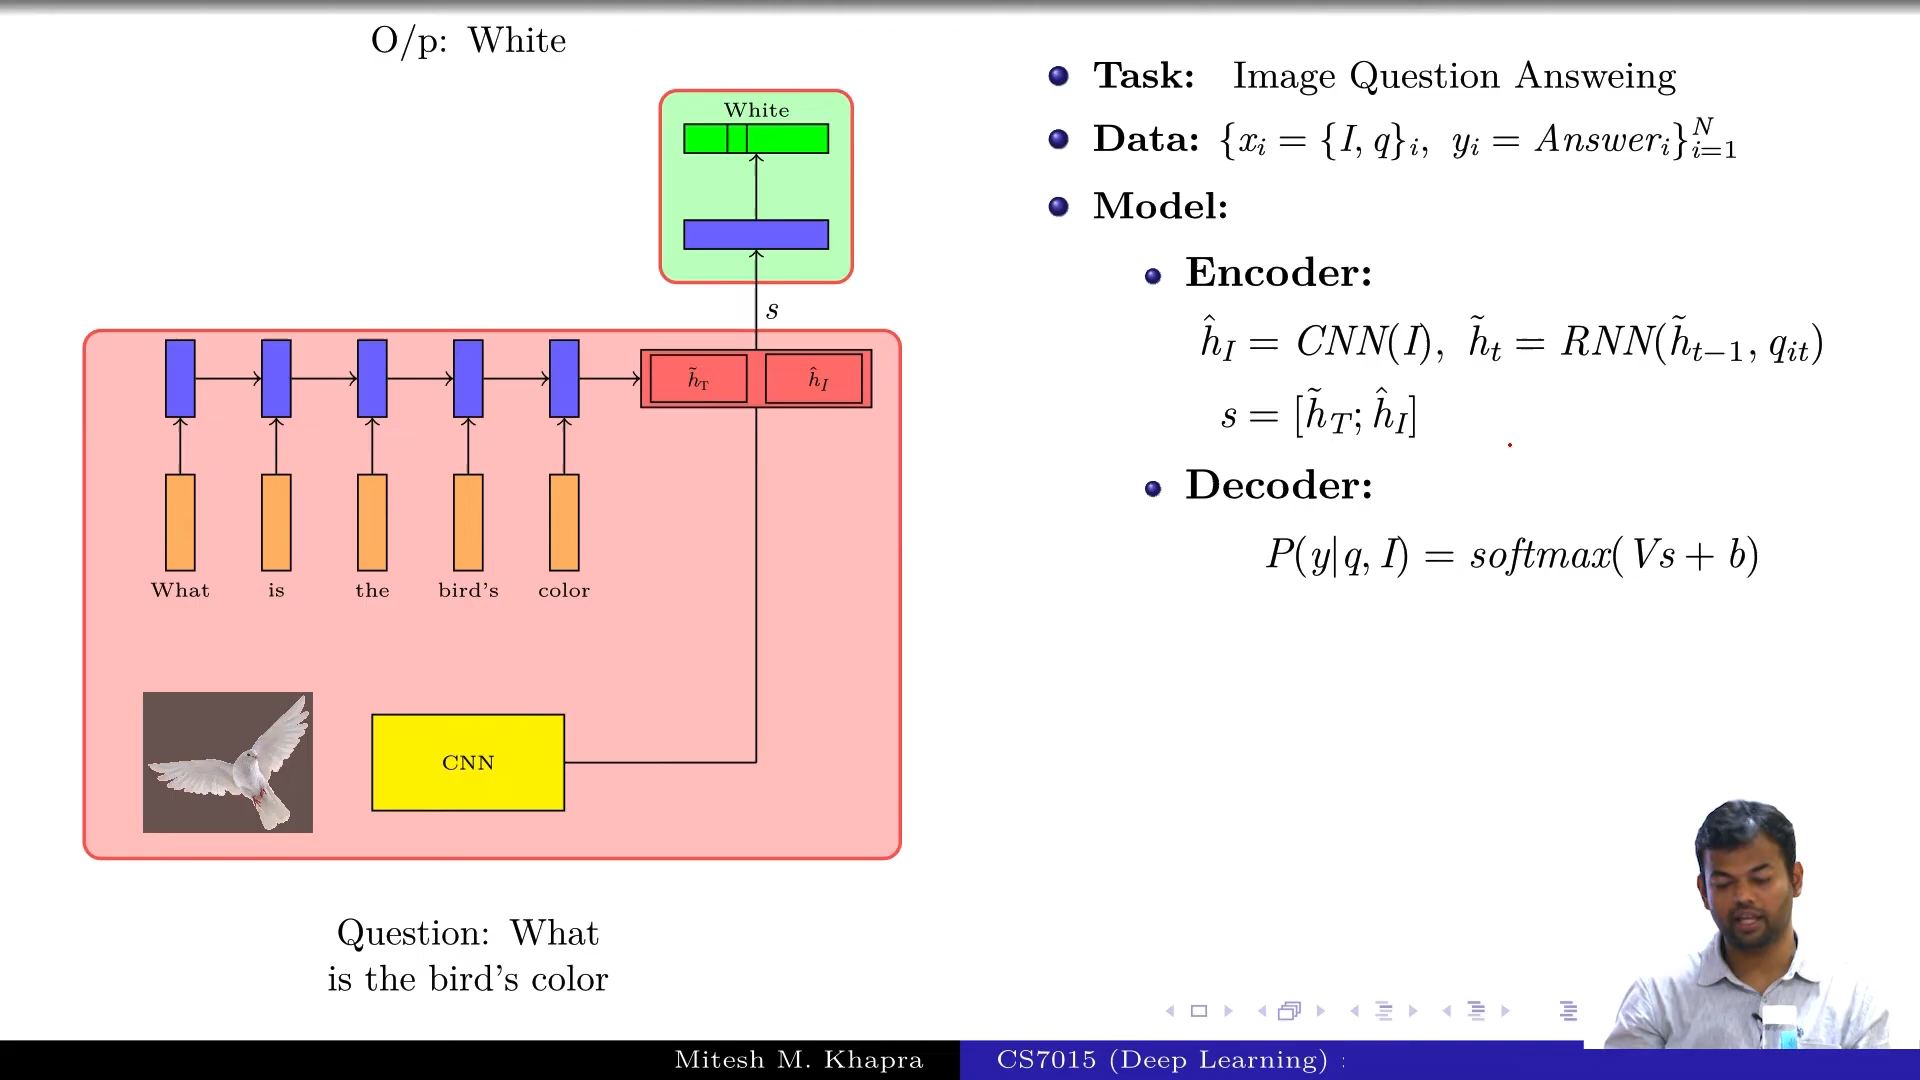 O/p: White
White
s
h̃_T ĥ_I
What is the bird's color
CNN
Question: What
is the bird's color
Task: Image Question Answeing
Data: {x_i = {I, q}_i, y_i = Answer_i}_{i=1}^N
Model:
Encoder:
ĥ_I = CNN(I), h̃_t = RNN(h̃_{t−1}, q_{it})
s = [h̃_T; ĥ_I]
Decoder:
P(y|q, I) = softmax(Vs + b)
Mitesh M. Khapra CS7015 (Deep Learning) :